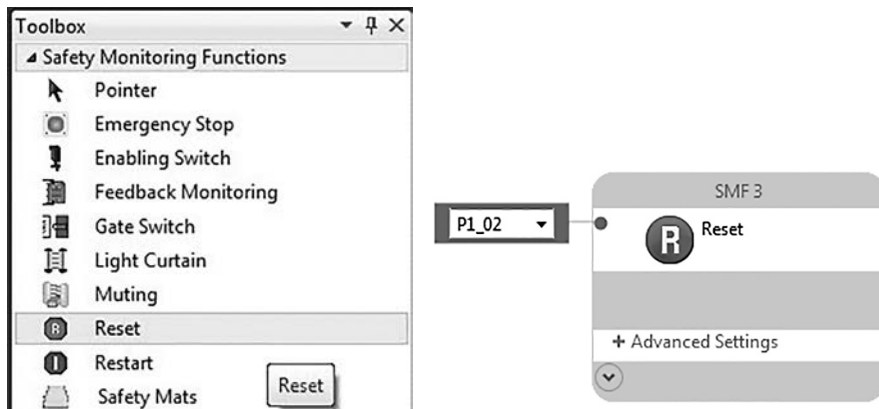 Toolbox
Safety Monitoring Functions
Pointer
Emergency Stop
Enabling Switch
Feedback Monitoring
Gate Switch
Light Curtain
Muting
R Reset
Restart
Safety Mats
Reset
P1_02
SMF 3
R Reset
+ Advanced Settings